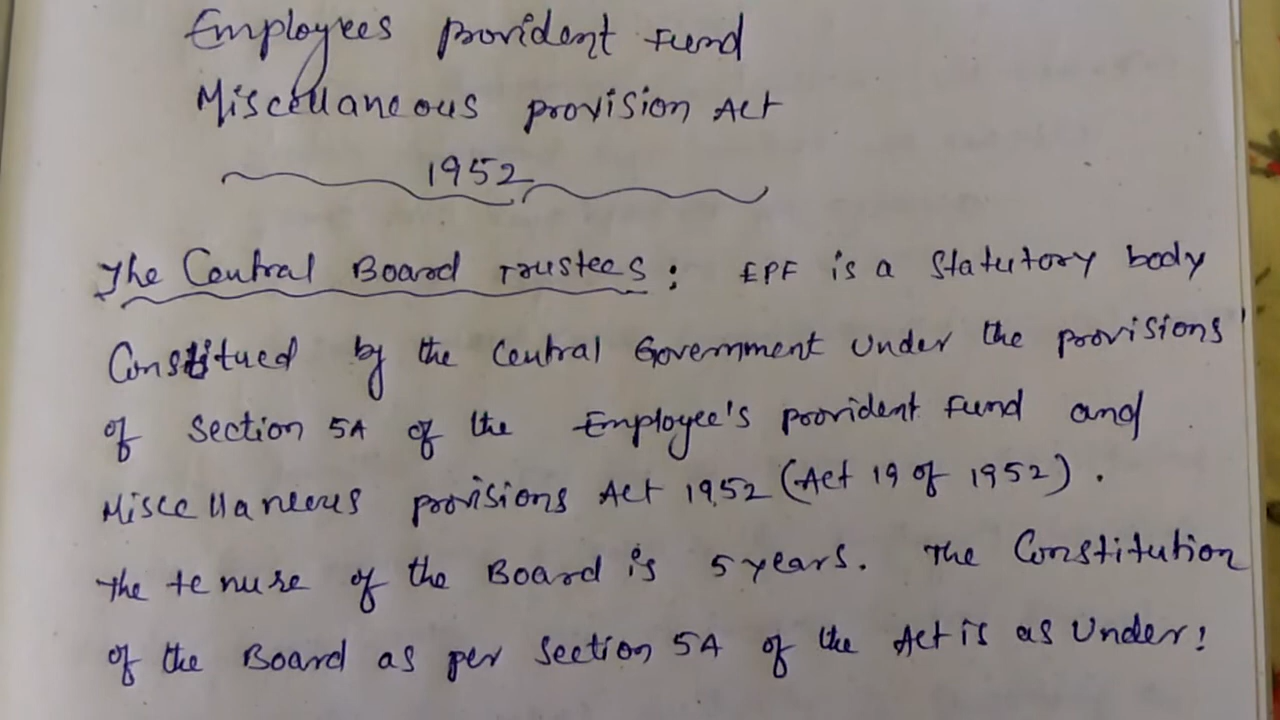 Employees provident Fund
Miscellaneous provision Act
1952
The Central Board Trustees: EPF is a Statutory body
Constitued by the Central Government under the provisions
of Section 5A of the Employee's provident Fund and
Miscellaneous provisions Act 1952 (Act 19 of 1952).
The tenure of the Board is 5 years. The Constitution
of the Board as per Section 5A of the Act is as under: